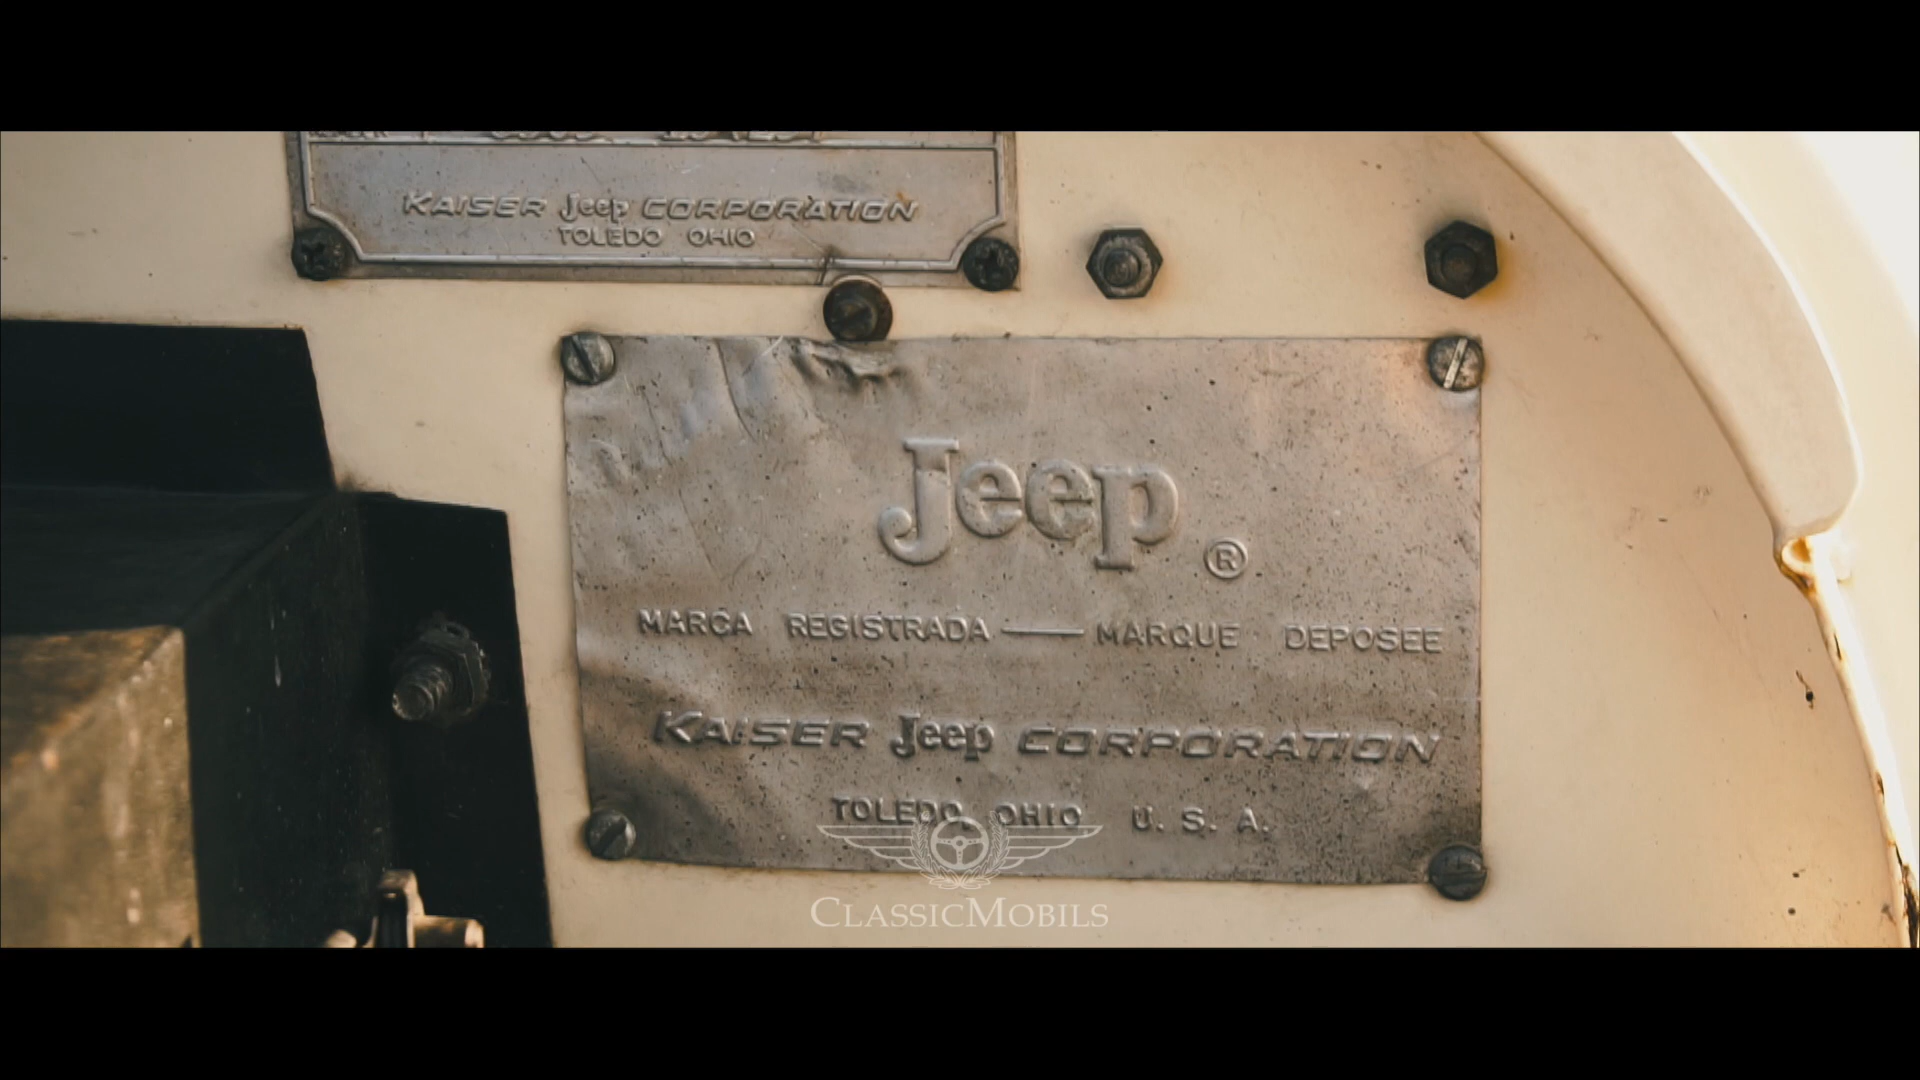 KAISER Jeep CORPORATION
TOLEDO OHIO
Jeep ®
MARCA REGISTRADA — MARQUE DEPOSEE
KAISER Jeep CORPORATION
TOLEDO, OHIO U. S. A.
CLASSICMOBILS